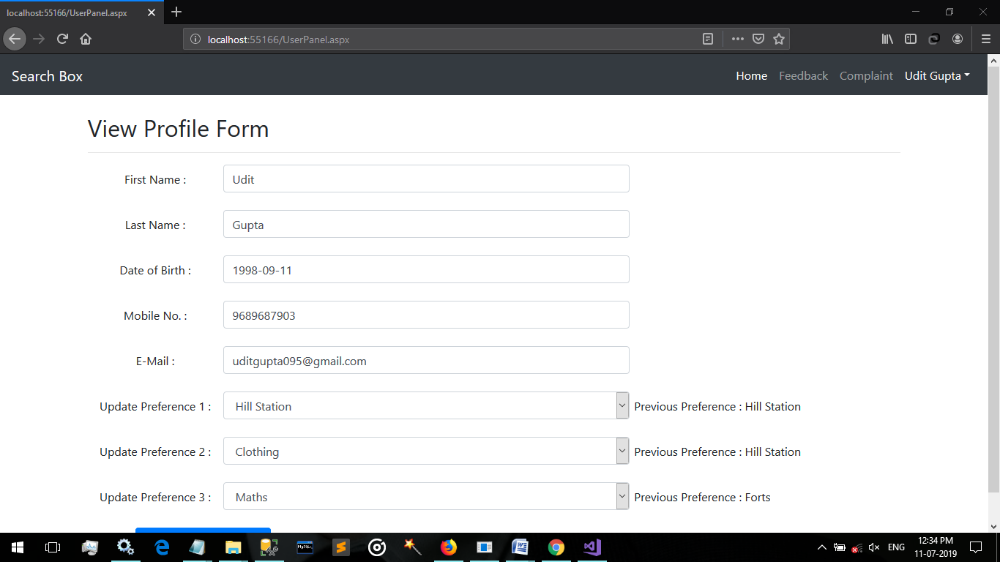 localhost:55166/UserPanel.aspx
localhost:55166/UserPanel.aspx
Search Box
Home Feedback Complaint Udit Gupta
View Profile Form
First Name : Udit
Last Name : Gupta
Date of Birth : 1998-09-11
Mobile No. : 9689687903
E-Mail : uditgupta095@gmail.com
Update Preference 1 : Hill Station Previous Preference : Hill Station
Update Preference 2 : Clothing Previous Preference : Hill Station
Update Preference 3 : Maths Previous Preference : Forts
MySQL
ENG
12:34 PM
11-07-2019